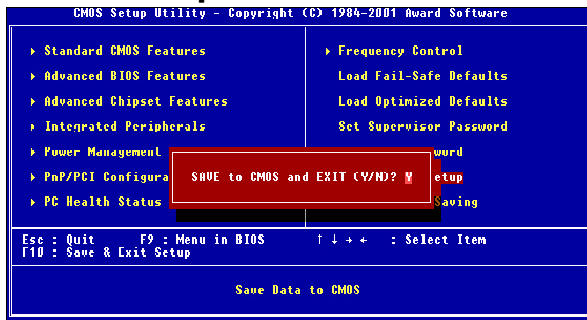 CMOS Setup Utility - Copyright (C) 1984-2001 Award Software
Standard CMOS Features
Advanced BIOS Features
Advanced Chipset Features
Integrated Peripherals
Power Management
PnP/PCI Configura
PC Health Status
Frequency Control
Load Fail-Safe Defaults
Load Optimized Defaults
Set Supervisor Password
word
etup
Saving
SAVE to CMOS and EXIT (Y/N)? Y
Esc : Quit F9 : Menu in BIOS ↑ ↓ → ← : Select Item
F10 : Save & Exit Setup
Save Data to CMOS